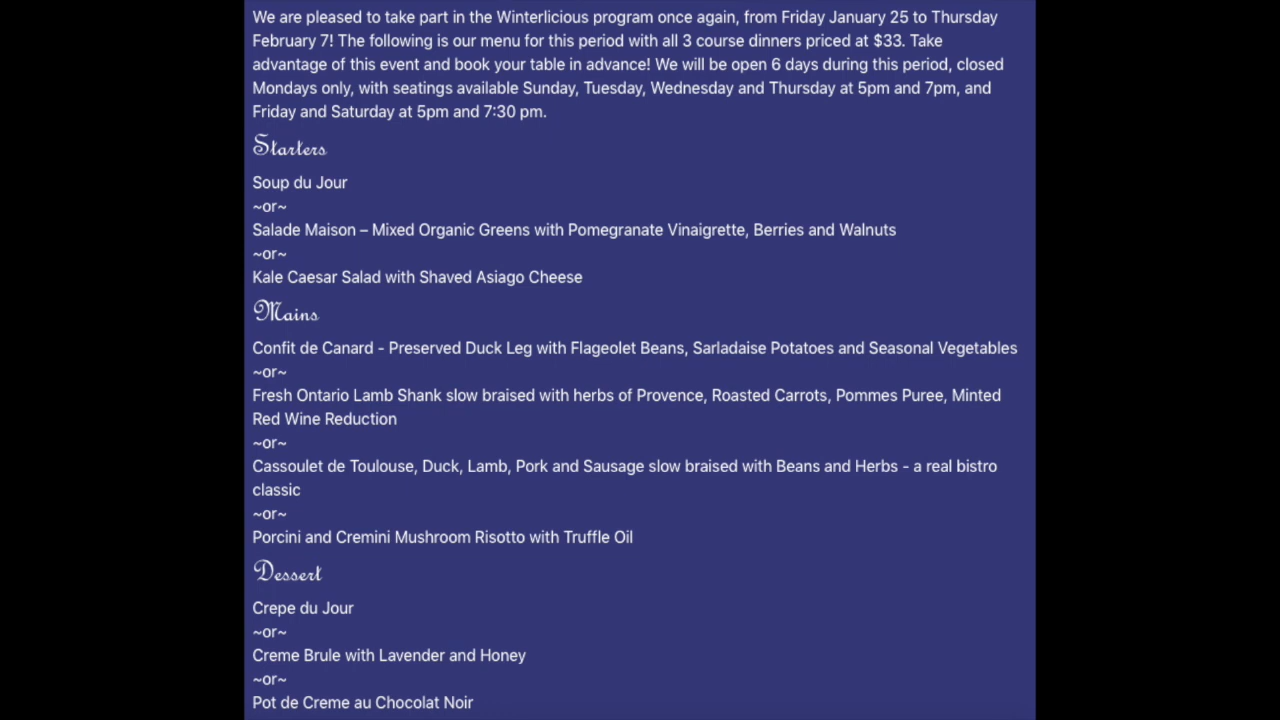 We are pleased to take part in the Winterlicious program once again, from Friday January 25 to Thursday
February 7! The following is our menu for this period with all 3 course dinners priced at $33. Take
advantage of this event and book your table in advance! We will be open 6 days during this period, closed
Mondays only, with seatings available Sunday, Tuesday, Wednesday and Thursday at 5pm and 7pm, and
Friday and Saturday at 5pm and 7:30 pm.
Starters
Soup du Jour
~or~
Salade Maison – Mixed Organic Greens with Pomegranate Vinaigrette, Berries and Walnuts
~or~
Kale Caesar Salad with Shaved Asiago Cheese
Mains
Confit de Canard - Preserved Duck Leg with Flageolet Beans, Sarladaise Potatoes and Seasonal Vegetables
~or~
Fresh Ontario Lamb Shank slow braised with herbs of Provence, Roasted Carrots, Pommes Puree, Minted
Red Wine Reduction
~or~
Cassoulet de Toulouse, Duck, Lamb, Pork and Sausage slow braised with Beans and Herbs - a real bistro
classic
~or~
Porcini and Cremini Mushroom Risotto with Truffle Oil
Dessert
Crepe du Jour
~or~
Creme Brule with Lavender and Honey
~or~
Pot de Creme au Chocolat Noir